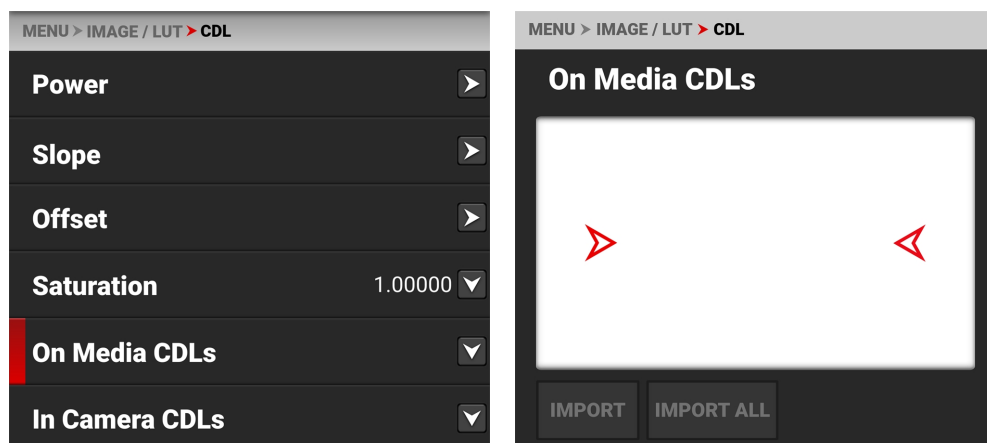 MENU > IMAGE / LUT > CDL
Power
Slope
Offset
Saturation 1.00000
On Media CDLs
In Camera CDLs
MENU > IMAGE / LUT > CDL
On Media CDLs
IMPORT IMPORT ALL